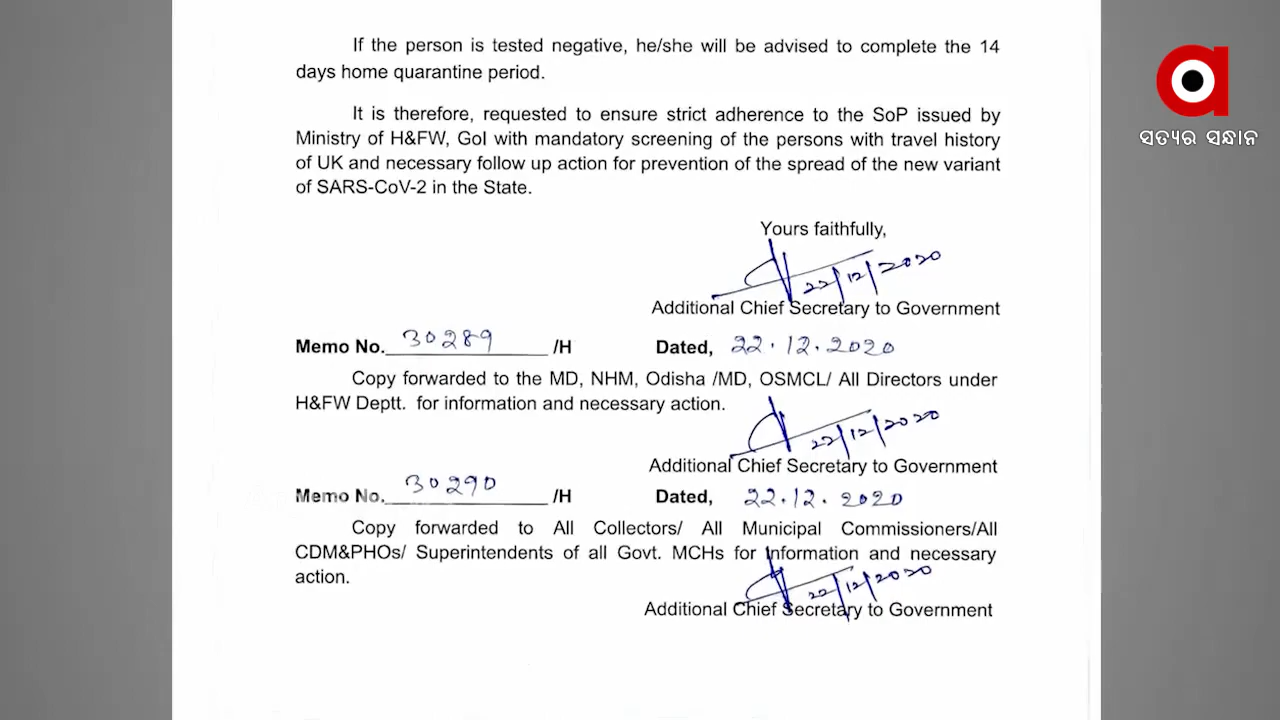 If the person is tested negative, he/she will be advised to complete the 14
days home quarantine period.
It is therefore, requested to ensure strict adherence to the SoP issued by
Ministry of H&FW, GoI with mandatory screening of the persons with travel history
of UK and necessary follow up action for prevention of the spread of the new variant
of SARS-CoV-2 in the State.
Yours faithfully,
22/12/2020
Additional Chief Secretary to Government
Memo No. 30289 /H Dated, 22.12.2020
Copy forwarded to the MD, NHM, Odisha /MD, OSMCL/ All Directors under
H&FW Deptt. for information and necessary action.
22/12/2020
Additional Chief Secretary to Government
Memo No. 30290 /H Dated, 22.12.2020
Copy forwarded to All Collectors/ All Municipal Commissioners/All
CDM&PHOs/ Superintendents of all Govt. MCHs for Information and necessary
action.
22/12/2020
Additional Chief Secretary to Government
a
ସତ୍ୟର ସନ୍ଧାନ